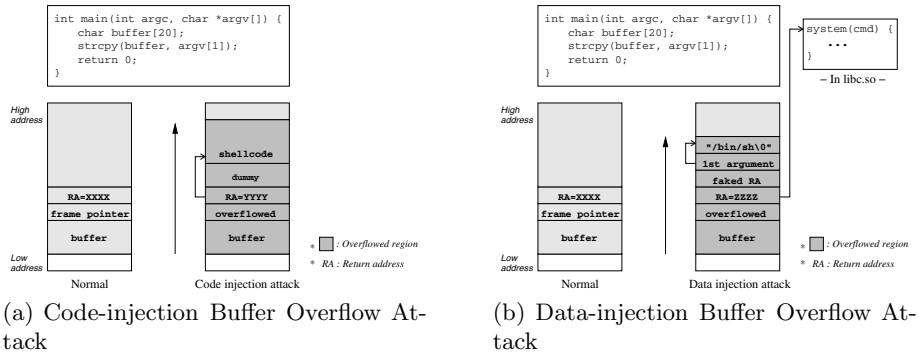 int main(int argc, char *argv[]) {
char buffer[20];
strcpy(buffer, argv[1]);
return 0;
}
High
address
RA=XXXX
frame pointer
buffer
Low
address
Normal
shellcode
dummy
RA=YYYY
overflowed
buffer
Code injection attack
* : Overflowed region
* RA : Return address
(a) Code-injection Buffer Overflow At-
tack
int main(int argc, char *argv[]) {
char buffer[20];
strcpy(buffer, argv[1]);
return 0;
}
system(cmd) {
...
}
– In libc.so –
High
address
RA=XXXX
frame pointer
buffer
Low
address
Normal
"/bin/sh\0"
1st argument
faked RA
RA=ZZZZ
overflowed
buffer
Data injection attack
* : Overflowed region
* RA : Return address
(b) Data-injection Buffer Overflow At-
tack